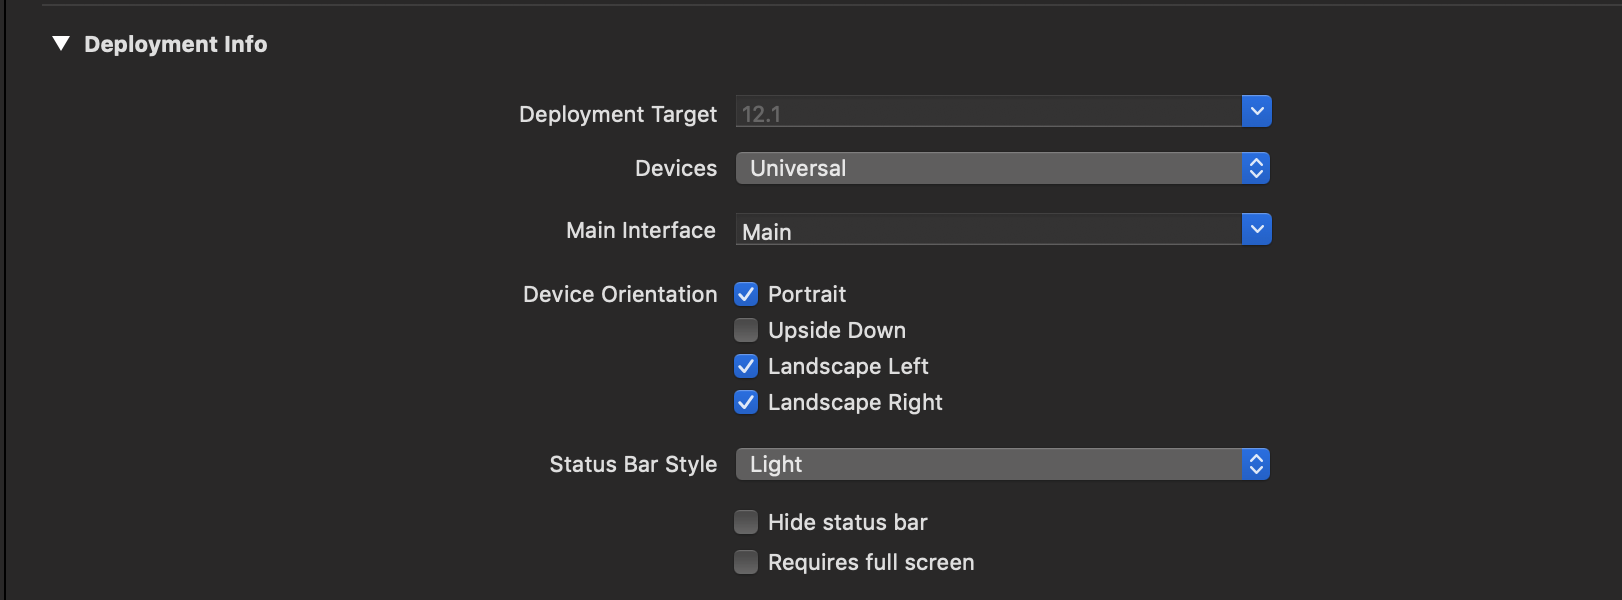 Deployment Info
Deployment Target 12.1
Devices Universal
Main Interface Main
Device Orientation Portrait
Upside Down
Landscape Left
Landscape Right
Status Bar Style Light
Hide status bar
Requires full screen